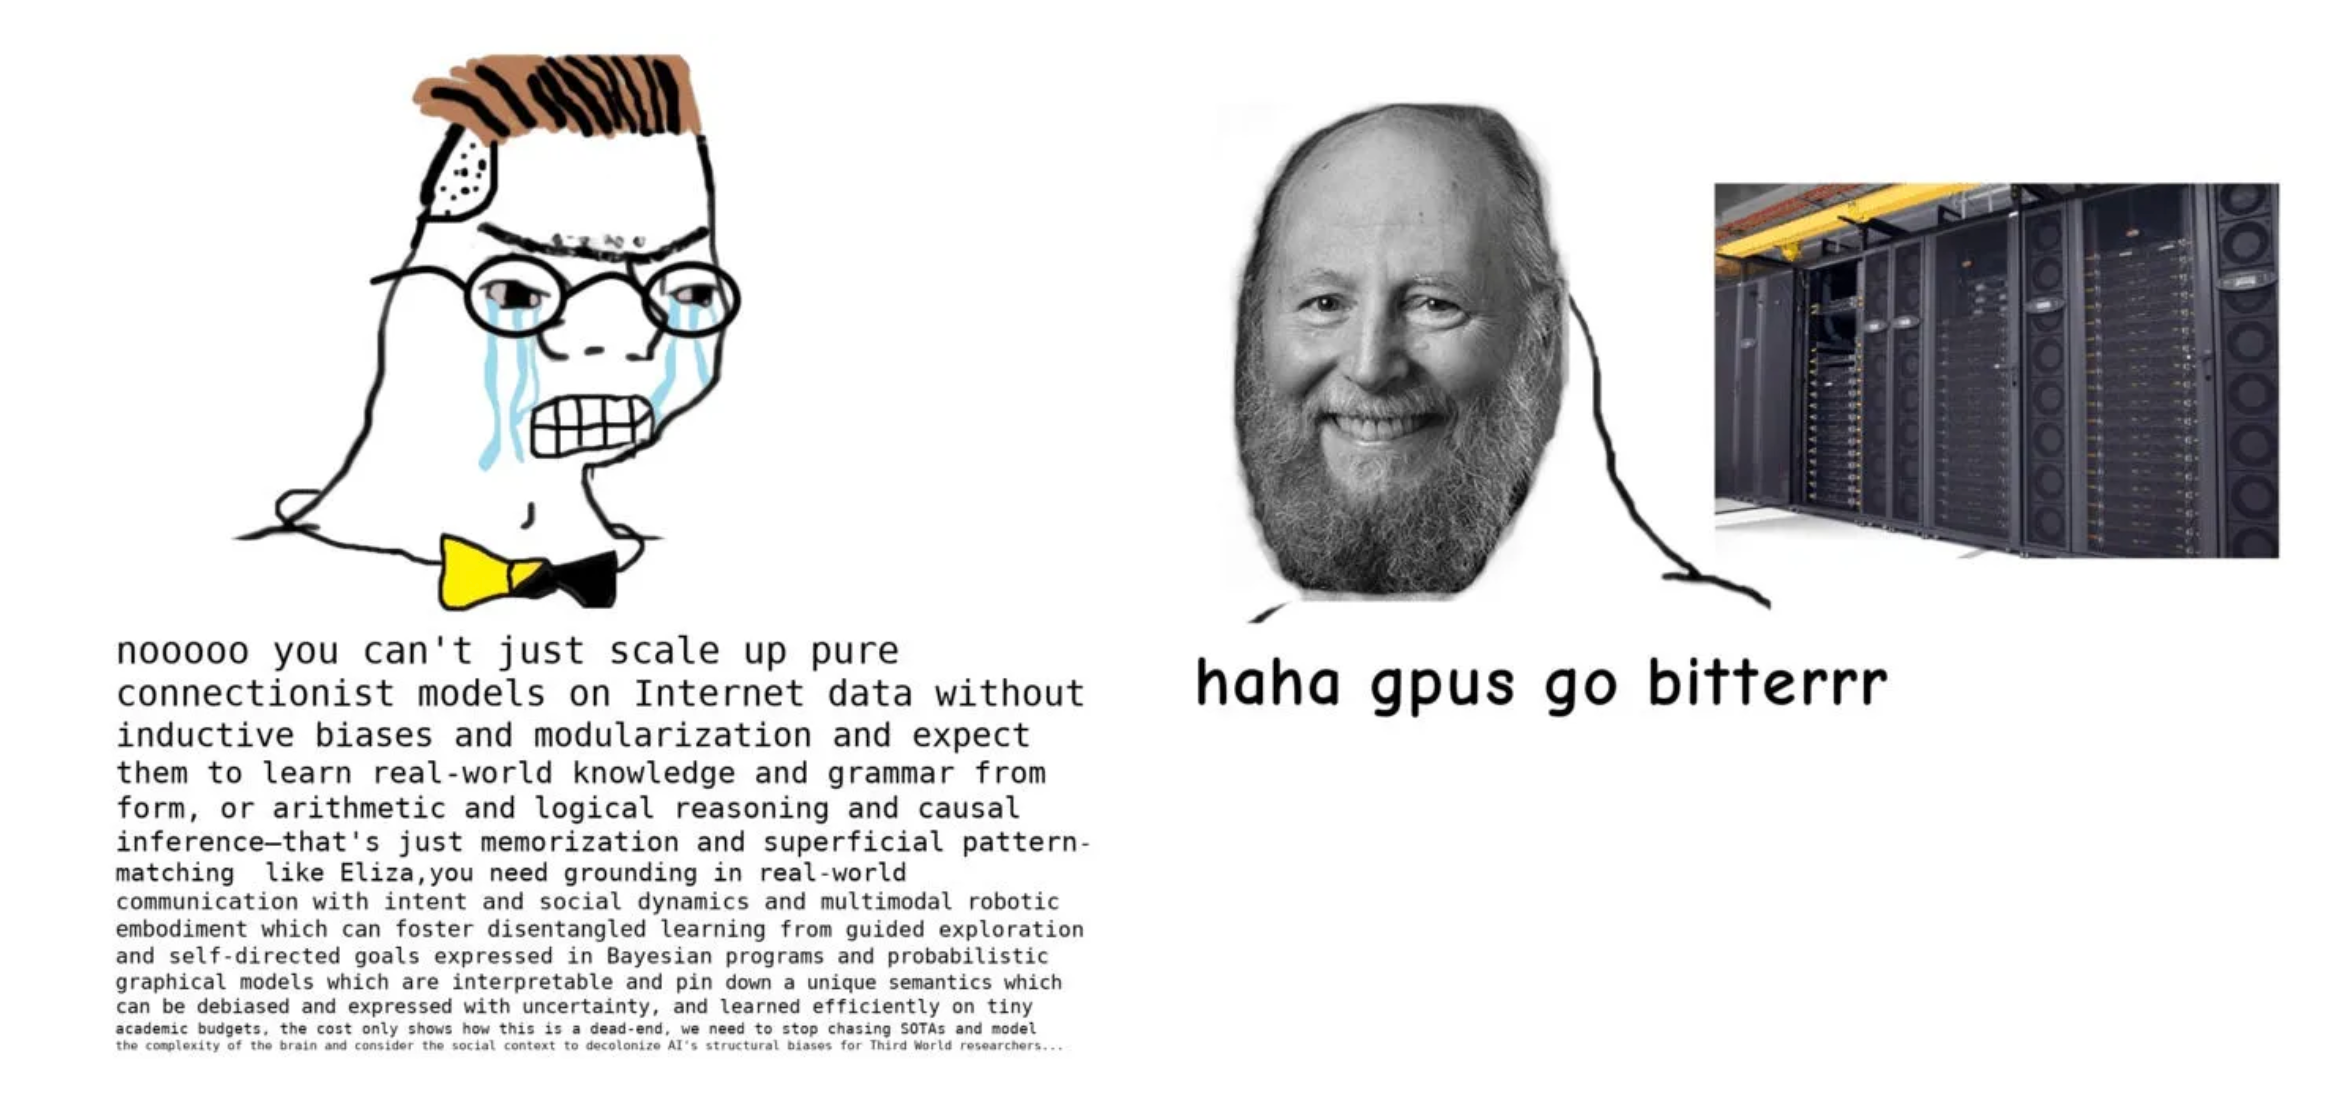 nooooo you can't just scale up pure
connectionist models on Internet data without
inductive biases and modularization and expect
them to learn real-world knowledge and grammar from
form, or arithmetic and logical reasoning and causal
inference—that's just memorization and superficial pattern-
matching  like Eliza,you need grounding in real-world
communication with intent and social dynamics and multimodal robotic
embodiment which can foster disentangled learning from guided exploration
and self-directed goals expressed in Bayesian programs and probabilistic
graphical models which are interpretable and pin down a unique semantics which
can be debiased and expressed with uncertainty, and learned efficiently on tiny
academic budgets, the cost only shows how this is a dead-end, we need to stop chasing SOTAs and model
the complexity of the brain and consider the social context to decolonize AI's structural biases for Third World researchers...
haha gpus go bitterrr